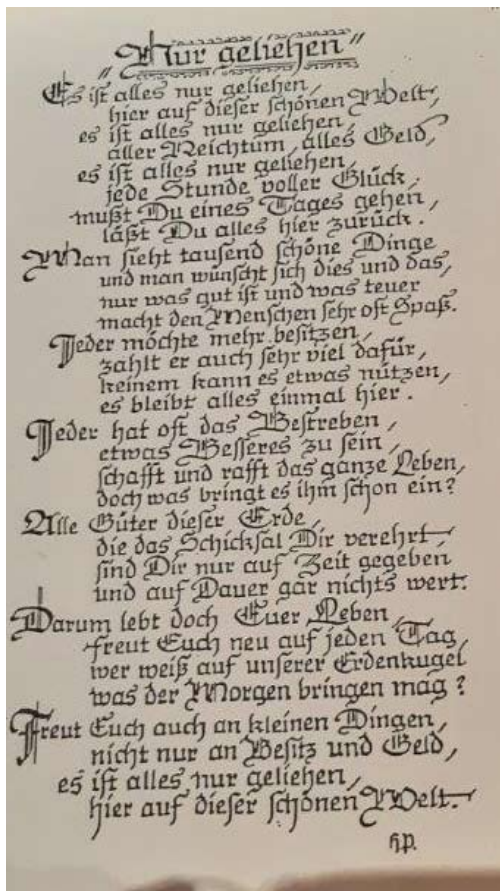 "Nur geliehen"
Es ist alles nur geliehen,
hier auf dieser schönen Welt,
es ist alles nur geliehen,
aller Reichtum, alles Geld,
es ist alles nur geliehen,
jede Stunde voller Glück,
mußt Du eines Tages gehen,
läßt Du alles hier zurück.
Man sieht tausend schöne Dinge
und man wünscht sich dies und das,
nur was gut ist und was teuer
macht den Menschen sehr oft Spaß.
Jeder möchte mehr besitzen,
zahlt er auch sehr viel dafür,
keinem kann es etwas nützen,
es bleibt alles einmal hier.
Jeder hat oft das Bestreben,
etwas Besseres zu sein,
schafft und rafft das ganze Leben,
doch was bringt es ihm schon ein?
Alle Güter dieser Erde,
die das Schicksal Dir verehrt,
sind Dir nur auf Zeit gegeben
und auf Dauer gar nichts wert.
Darum lebt doch Euer Leben,
freut Euch neu auf jeden Tag,
wer weiß auf unserer Erdenkugel
was der Morgen bringen mag?
Freut Euch auch an kleinen Dingen,
nicht nur an Besitz und Geld,
es ist alles nur geliehen,
hier auf dieser schönen Welt.
HP.